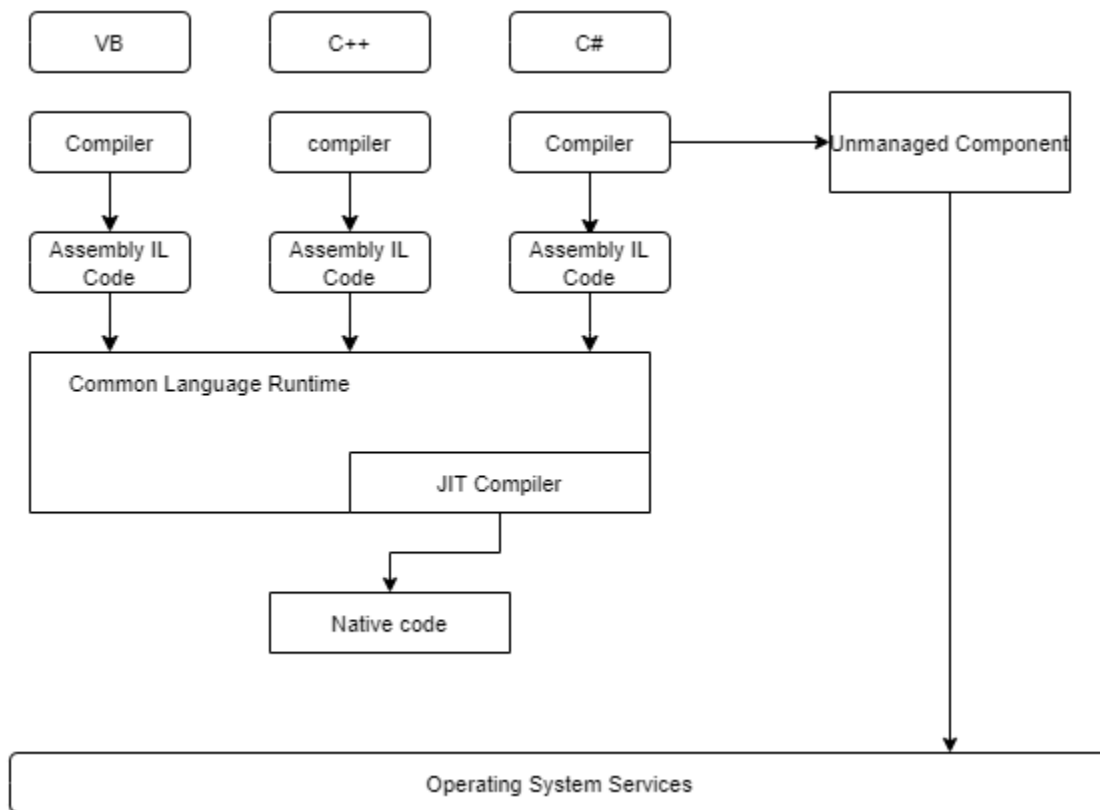 VB
C++
C#
Compiler
compiler
Compiler
Unmanaged Component
Assembly IL
Code
Assembly IL
Code
Assembly IL
Code
Common Language Runtime
JIT Compiler
Native code
Operating System Services